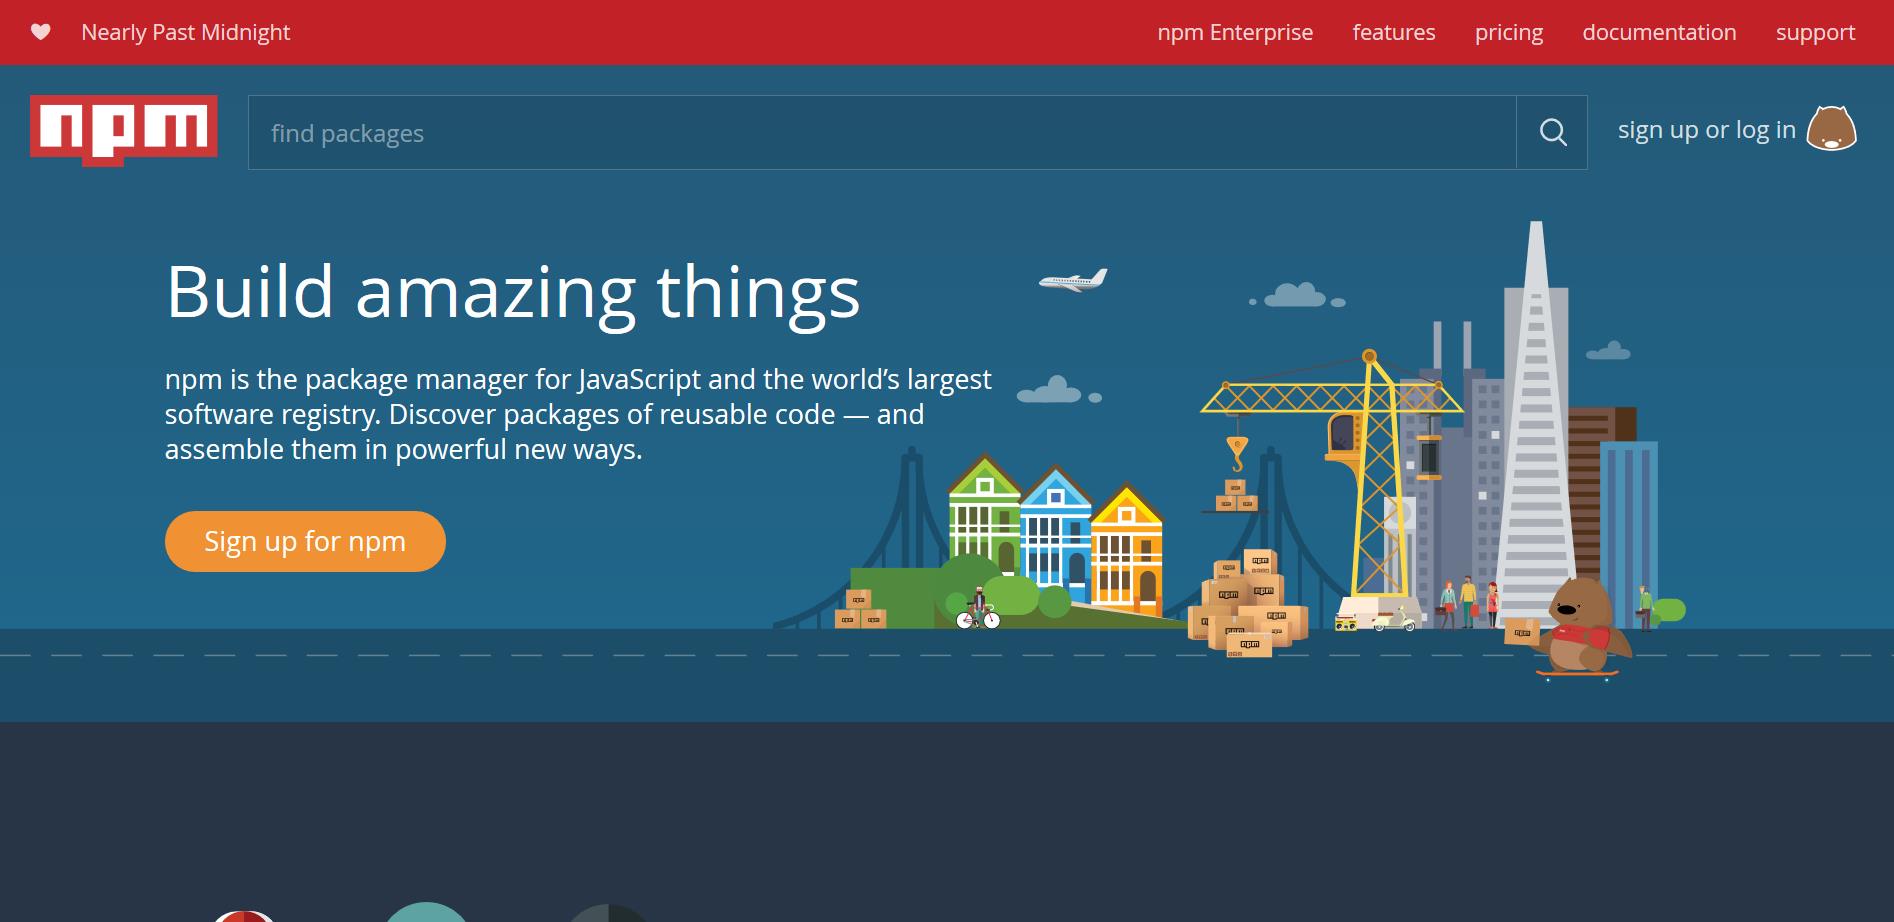 Nearly Past Midnight
npm Enterprise
features
pricing
documentation
support
npm
find packages
sign up or log in
Build amazing things
npm is the package manager for JavaScript and the world’s largest
software registry. Discover packages of reusable code — and
assemble them in powerful new ways.
Sign up for npm
npm
npm
npm
npm
npm
npm
npm
npm
npm
npm
npm
npm